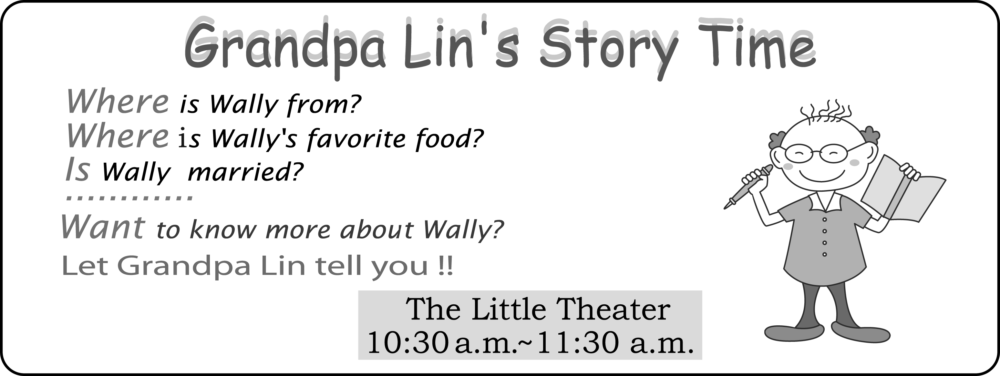 Grandpa Lin's Story Time
Where is Wally from?
Where is Wally's favorite food?
Is Wally married?
............
Want to know more about Wally?
Let Grandpa Lin tell you !!
The Little Theater
10:30 a.m.~11:30 a.m.